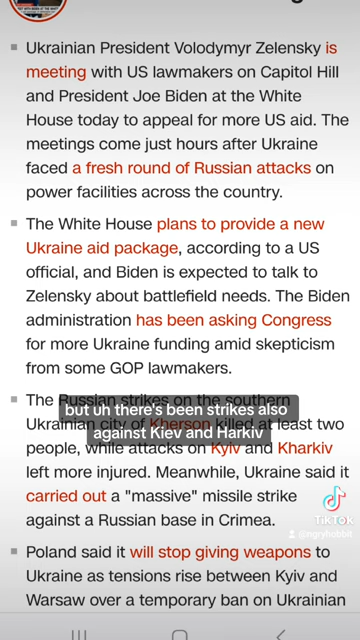 Ukrainian President Volodymyr Zelensky is
meeting with US lawmakers on Capitol Hill
and President Joe Biden at the White
House today to appeal for more US aid. The
meetings come just hours after Ukraine
faced a fresh round of Russian attacks on
power facilities across the country.
The White House plans to provide a new
Ukraine aid package, according to a US
official, and Biden is expected to talk to
Zelensky about battlefield needs. The Biden
administration has been asking Congress
for more Ukraine funding amid skepticism
from some GOP lawmakers.
The Russian strikes on the southern
but uh there's been strikes also
Ukrainian city of Kherson killed at least two
against Kiev and Harkiv
people, while attacks on Kyiv and Kharkiv
left more injured. Meanwhile, Ukraine said it
carried out a "massive" missile strike
against a Russian base in Crimea.
TikTok
@ngryhobbit
Poland said it will stop giving weapons to
Ukraine as tensions rise between Kyiv and
Warsaw over a temporary ban on Ukrainian